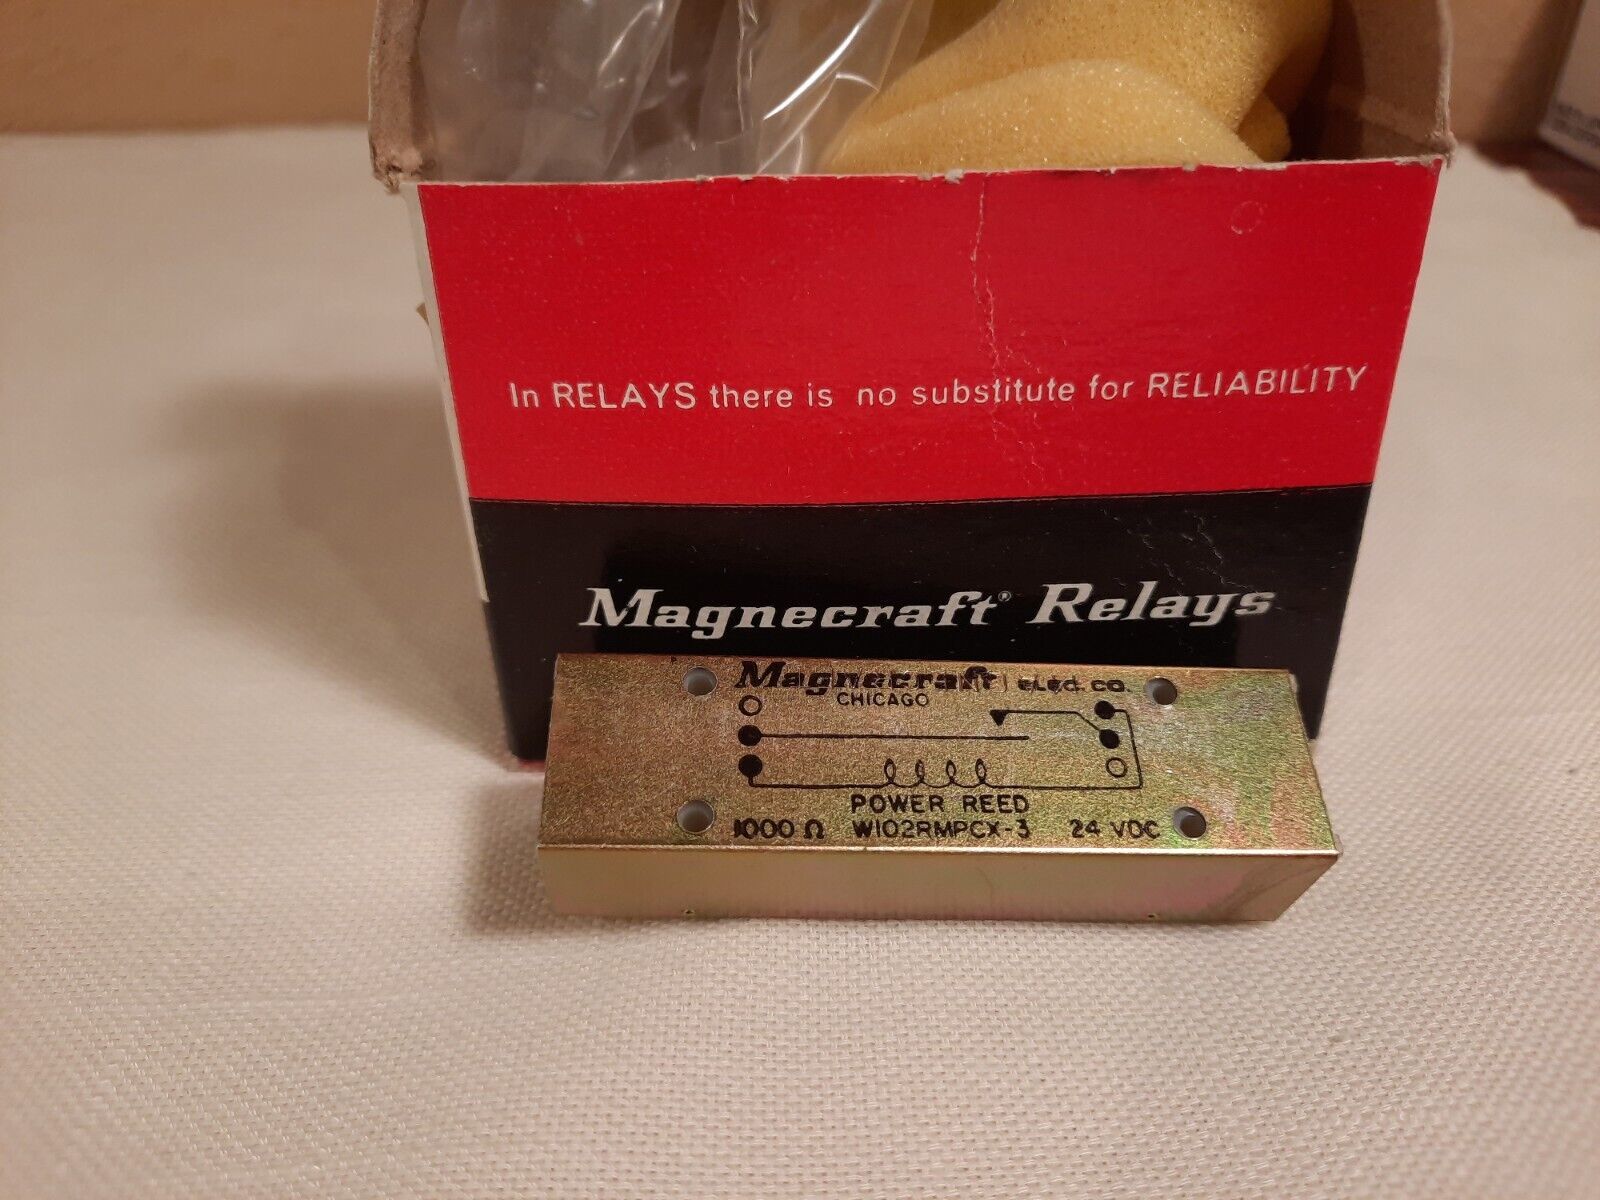 In RELAYS there is no substitute for RELIABILITY
Magnecraft® Relays
Magnecraft eLec. co.
CHICAGO
POWER REED
1000 Ω W102RMPCX-3 24 VDC